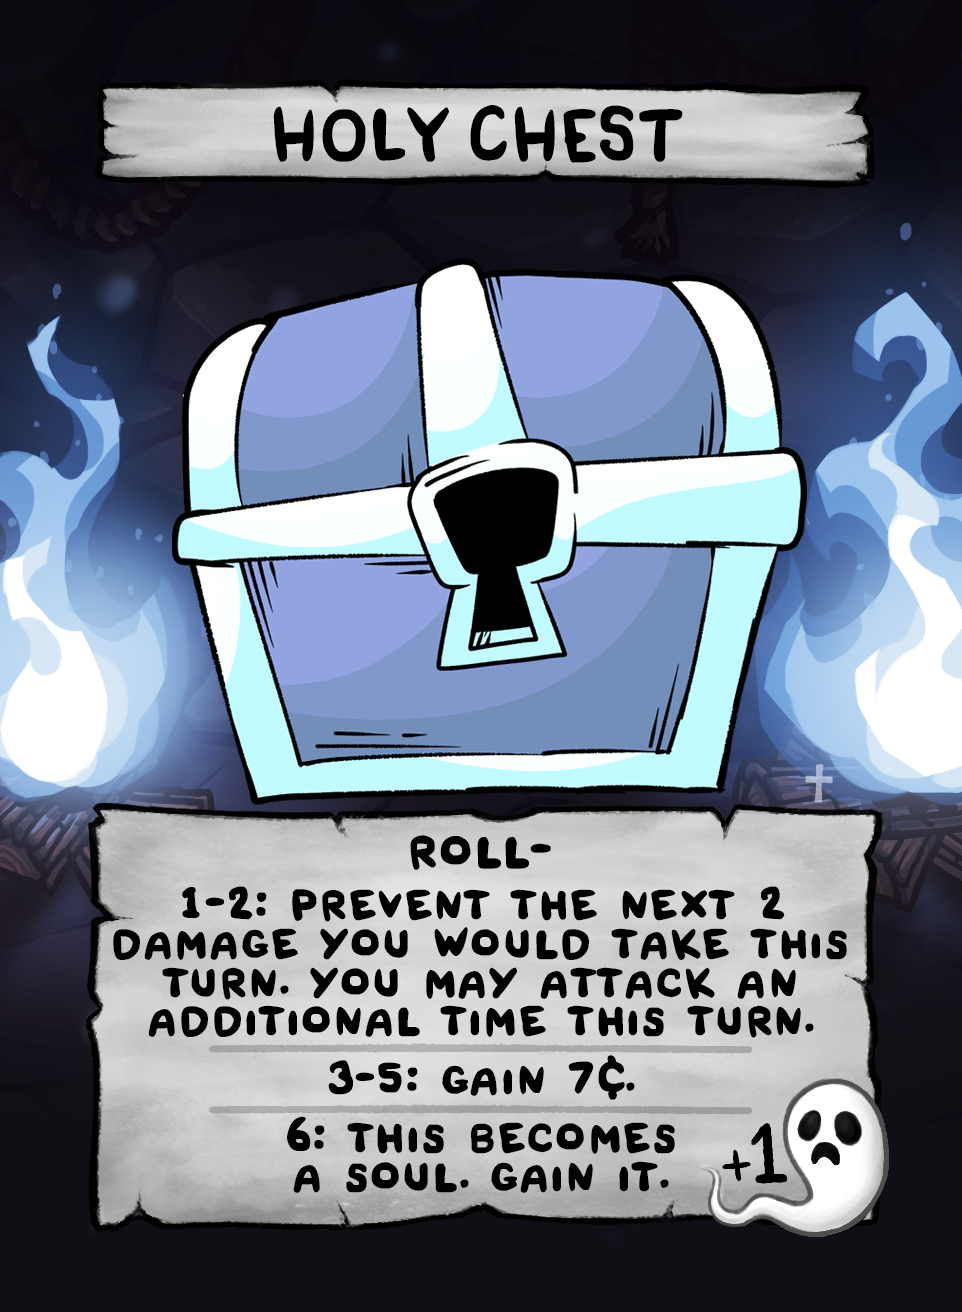 HOLY CHEST
ROLL-
1-2: PREVENT THE NEXT 2
DAMAGE YOU WOULD TAKE THIS
TURN. YOU MAY ATTACK AN
ADDITIONAL TIME THIS TURN.
3-5: GAIN 7¢.
6: THIS BECOMES
A SOUL. GAIN IT.
+1